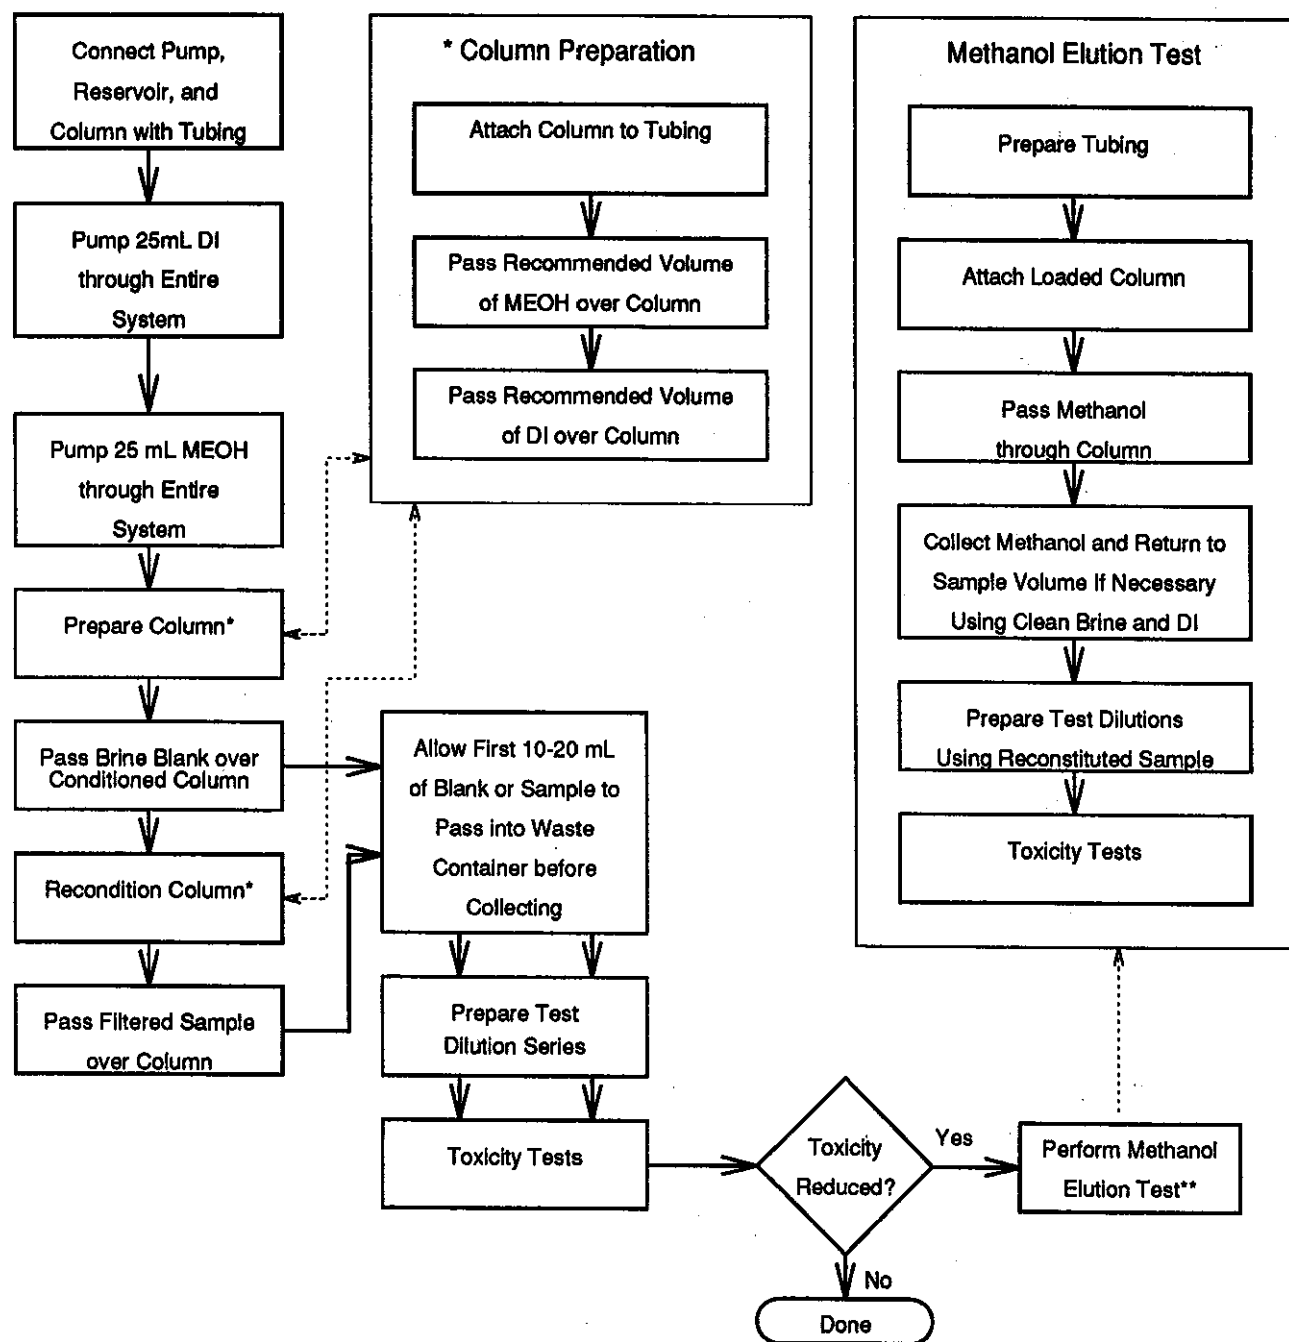 Connect Pump,
Reservoir, and
Column with Tubing
Pump 25mL DI
through Entire
System
Pump 25 mL MEOH
through Entire
System
Prepare Column*
Pass Brine Blank over
Conditioned Column
Recondition Column*
Pass Filtered Sample
over Column
* Column Preparation
Attach Column to Tubing
Pass Recommended Volume
of MEOH over Column
Pass Recommended Volume
of DI over Column
Allow First 10-20 mL
of Blank or Sample to
Pass into Waste
Container before
Collecting
Prepare Test
Dilution Series
Toxicity Tests
Toxicity
Reduced?
Yes
No
Done
Perform Methanol
Elution Test**
Methanol Elution Test
Prepare Tubing
Attach Loaded Column
Pass Methanol
through Column
Collect Methanol and Return to
Sample Volume If Necessary
Using Clean Brine and DI
Prepare Test Dilutions
Using Reconstituted Sample
Toxicity Tests